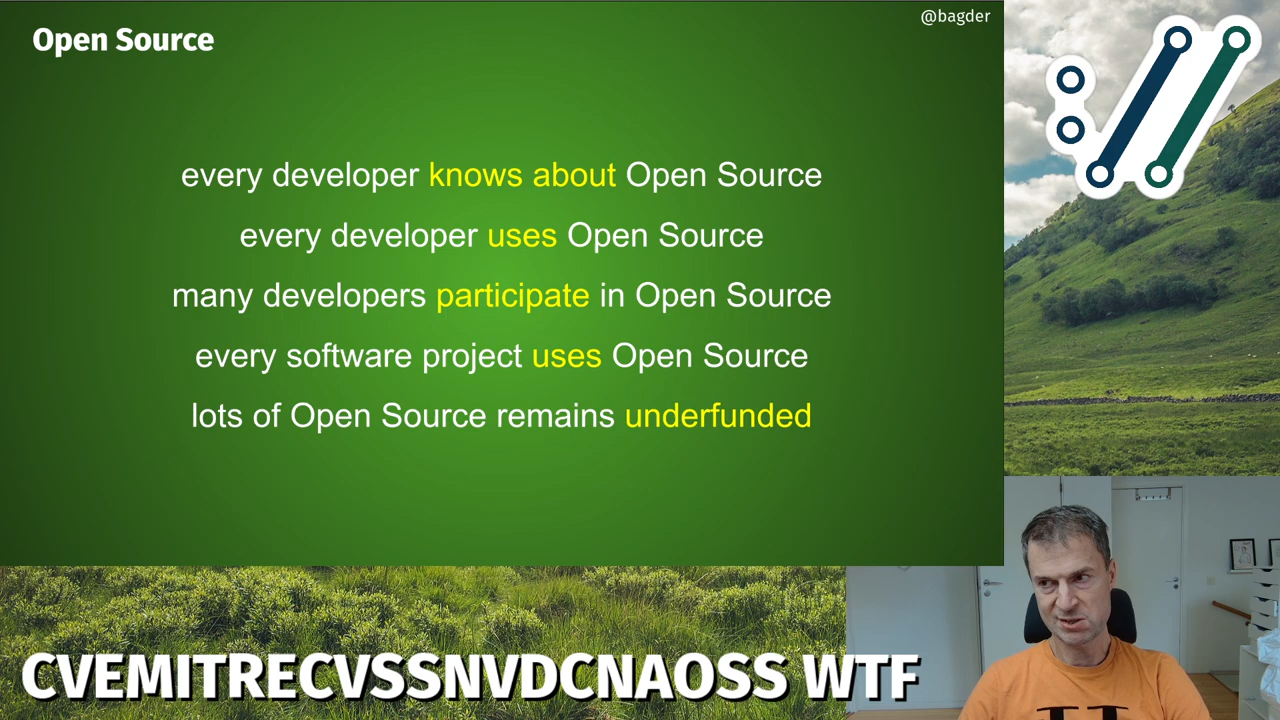 @bagder
Open Source
every developer knows about Open Source
every developer uses Open Source
many developers participate in Open Source
every software project uses Open Source
lots of Open Source remains underfunded
CVEMITRECVSSNVDCNAOSS WTF